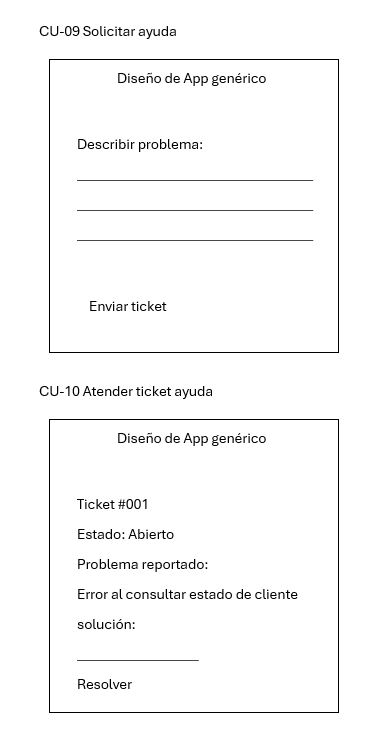 CU-09 Solicitar ayuda
Diseño de App genérico
Describir problema:
Enviar ticket
CU-10 Atender ticket ayuda
Diseño de App genérico
Ticket #001
Estado: Abierto
Problema reportado:
Error al consultar estado de cliente
solución:
Resolver